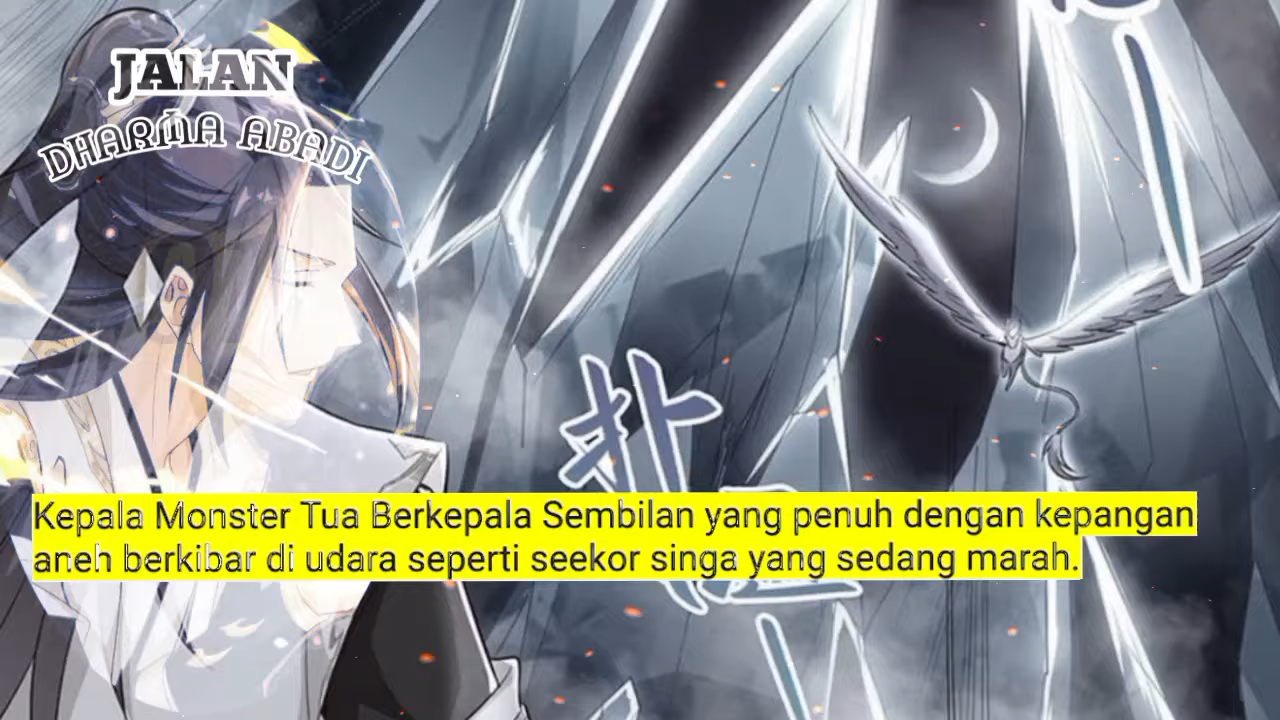 JALAN
DHARMA ABADI
Kepala Monster Tua Berkepala Sembilan yang penuh dengan kepangan
aneh berkibar di udara seperti seekor singa yang sedang marah.